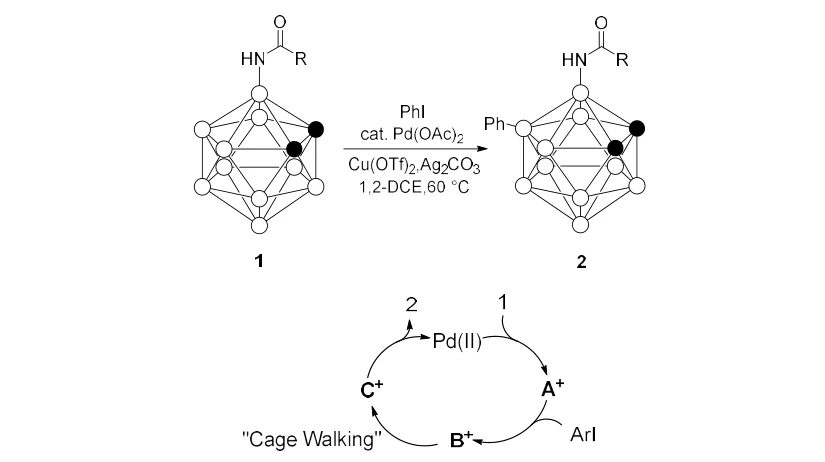 O
HN
R
1
PhI
cat. Pd(OAc)₂
Cu(OTf)₂,Ag₂CO₃
1,2-DCE,60 °C
O
HN
R
Ph
2
2
1
Pd(II)
C⁺
A⁺
"Cage Walking"
B⁺
ArI